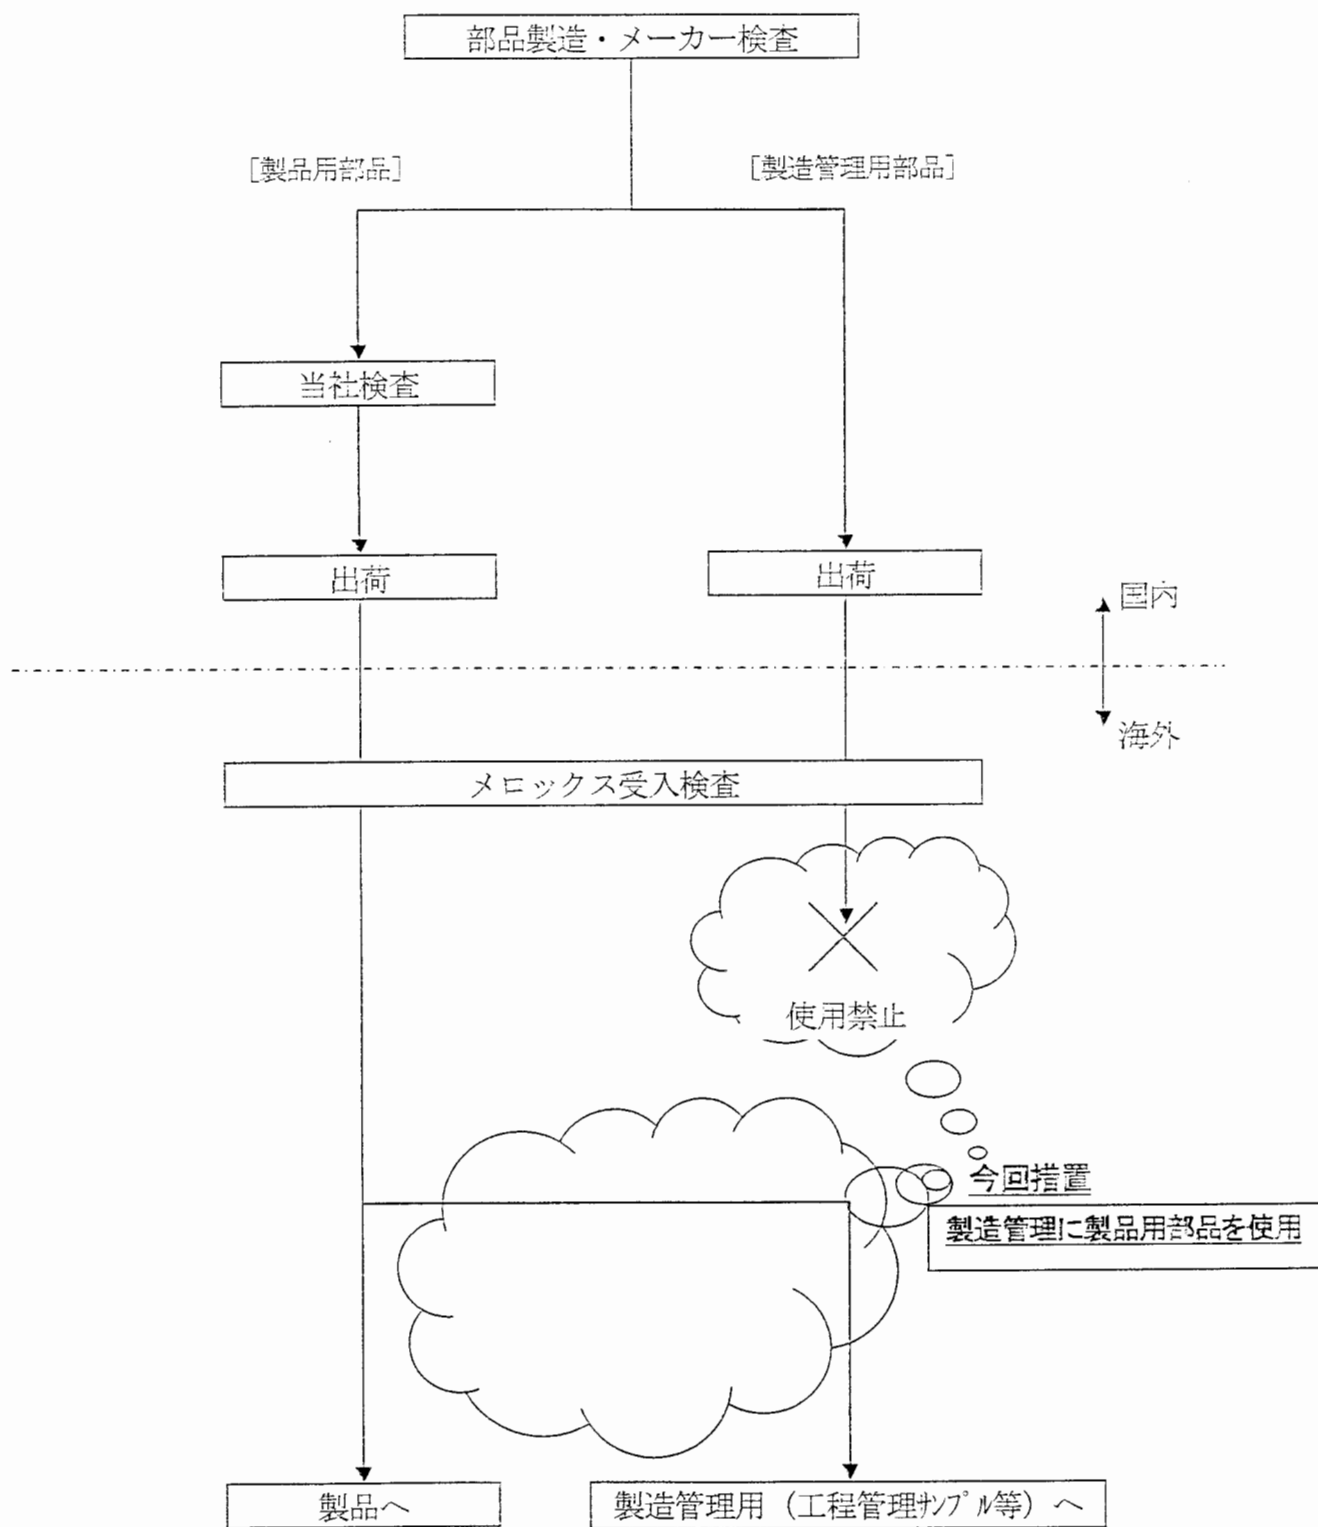 部品製造・メーカー検査
[製品用部品]
[製造管理用部品]
当社検査
出荷
出荷
国内
海外
メロックス受入検査
使用禁止
今回措置
製造管理に製品用部品を使用
製品へ
製造管理用（工程管理ｻﾝﾌﾟﾙ等）へ